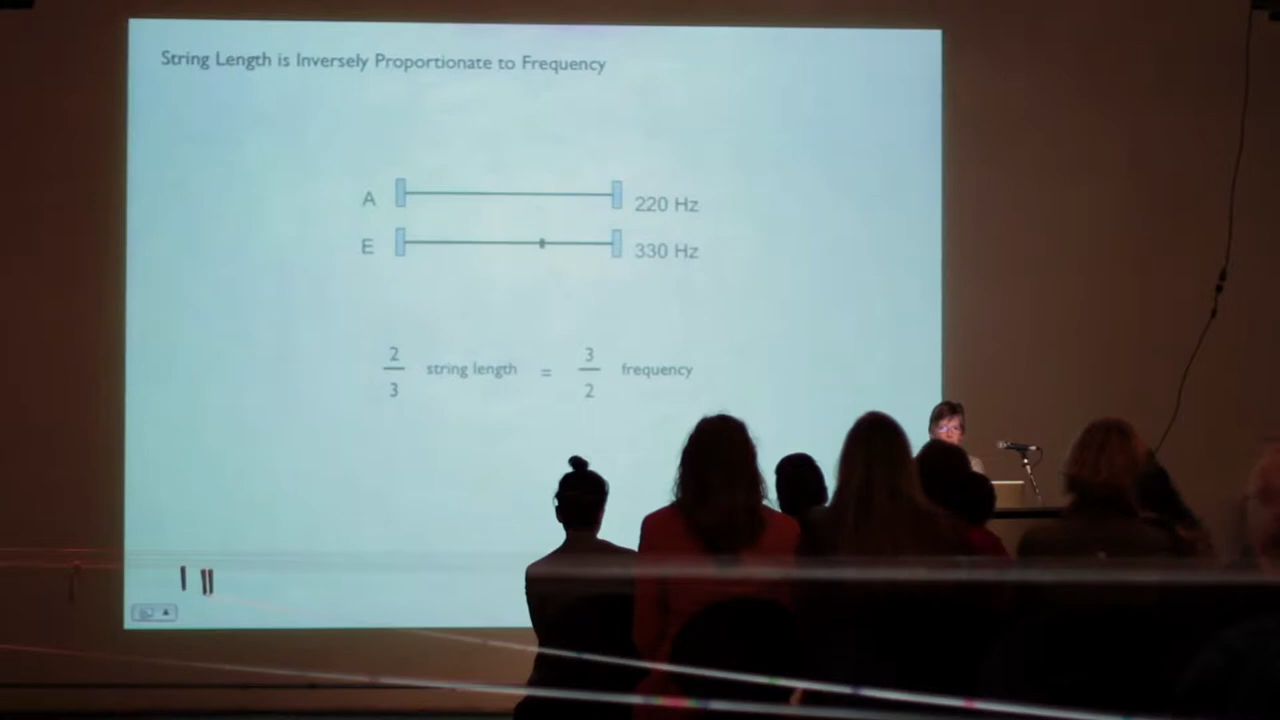 String Length is Inversely Proportionate to Frequency
A 220 Hz
E 330 Hz
2 3
— string length = — frequency
3 2